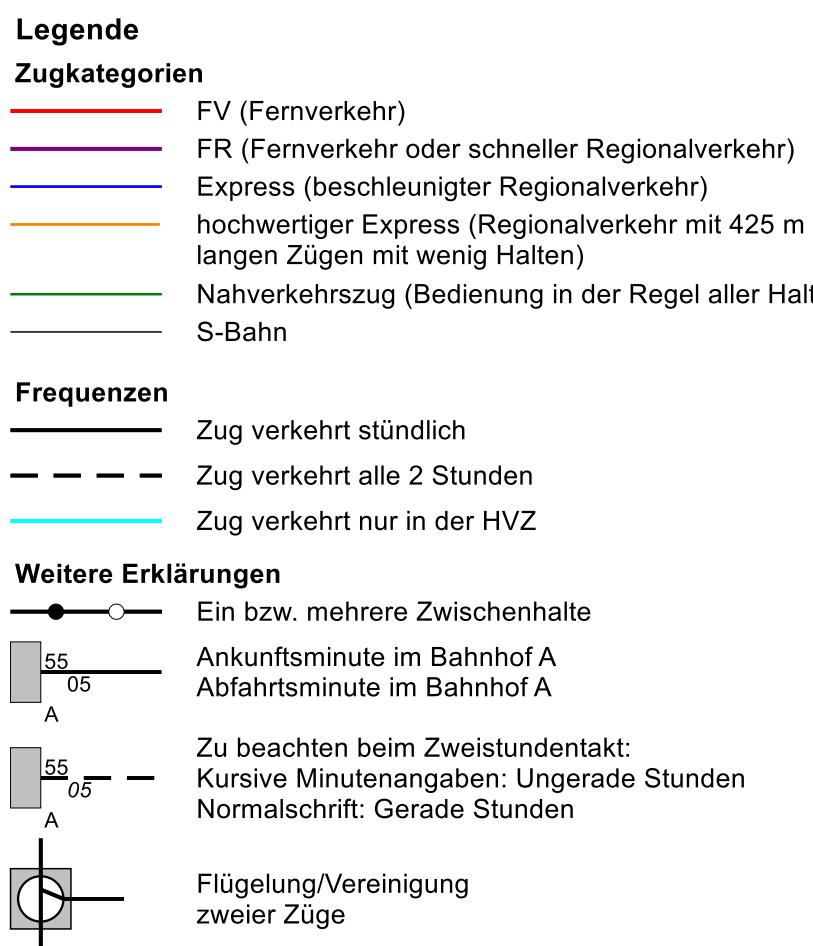 Legende
Zugkategorien
FV (Fernverkehr)
FR (Fernverkehr oder schneller Regionalverkehr)
Express (beschleunigter Regionalverkehr)
hochwertiger Express (Regionalverkehr mit 425 m
langen Zügen mit wenig Halten)
Nahverkehrszug (Bedienung in der Regel aller Halt
S-Bahn
Frequenzen
Zug verkehrt stündlich
Zug verkehrt alle 2 Stunden
Zug verkehrt nur in der HVZ
Weitere Erklärungen
Ein bzw. mehrere Zwischenhalte
55
05
A
Ankunftsminute im Bahnhof A
Abfahrtsminute im Bahnhof A
55
05
A
Zu beachten beim Zweistundentakt:
Kursive Minutenangaben: Ungerade Stunden
Normalschrift: Gerade Stunden
Flügelung/Vereinigung
zweier Züge